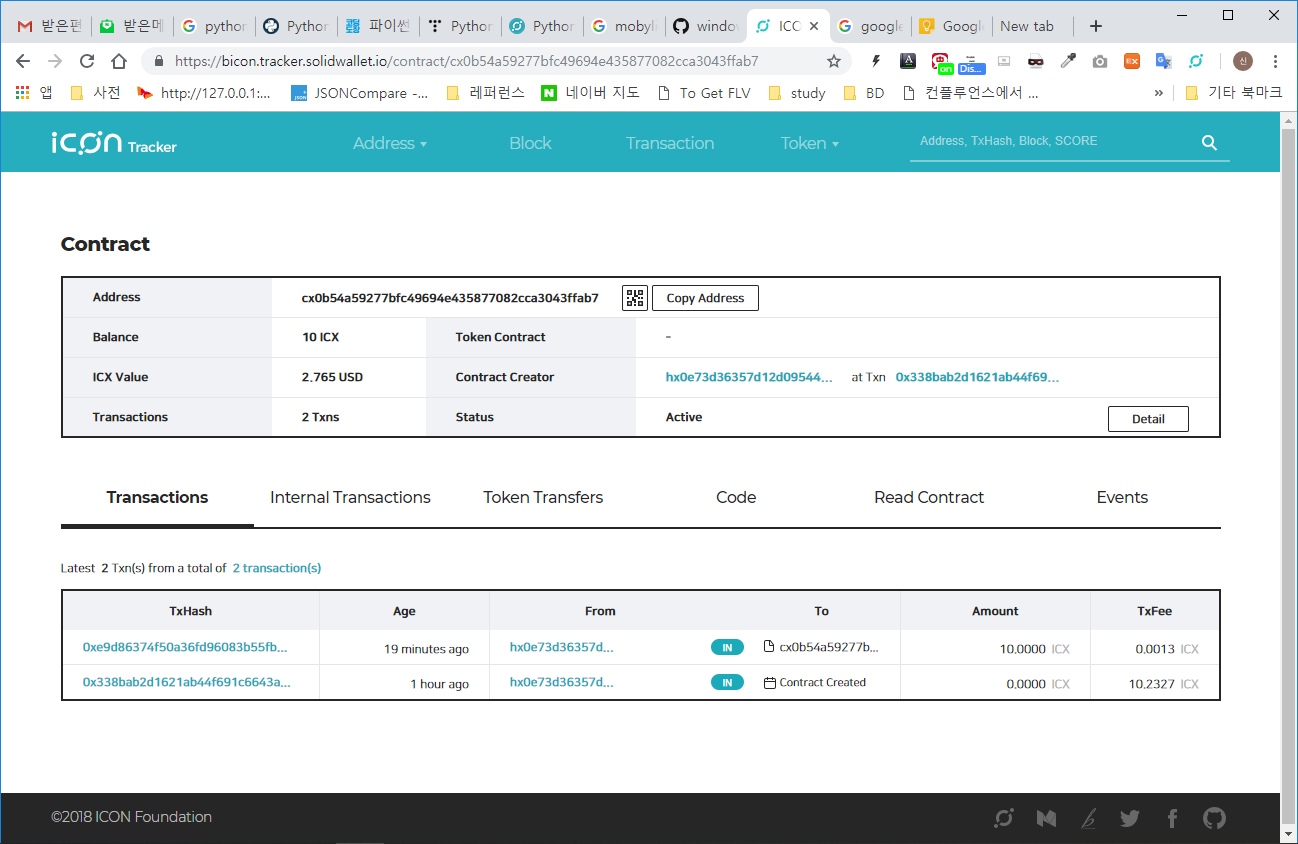 받은편 받은메 python Python 파이썬 Python Python moby windo ICC google Googl New tab
https://bicon.tracker.solidwallet.io/contract/cx0b54a59277bfc49694e435877082cca3043ffab7 on Dis... EX 신
앱 사전 http://127.0.0.1:... JSONCompare -... 레퍼런스 네이버 지도 To Get FLV study BD 컨플루언스에서 ... » 기타 북마크
icon Tracker Address Block Transaction Token Address, TxHash, Block, SCORE
Contract
Address cx0b54a59277bfc49694e435877082cca3043ffab7 Copy Address
Balance 10 ICX Token Contract -
ICX Value 2.765 USD Contract Creator hx0e73d36357d12d09544... at Txn 0x338bab2d1621ab44f69...
Transactions 2 Txns Status Active Detail
Transactions Internal Transactions Token Transfers Code Read Contract Events
Latest 2 Txn(s) from a total of 2 transaction(s)
TxHash Age From To Amount TxFee
0xe9d86374f50a36fd96083b55fb... 19 minutes ago hx0e73d36357d... IN cx0b54a59277b... 10.0000 ICX 0.0013 ICX
0x338bab2d1621ab44f691c6643a... 1 hour ago hx0e73d36357d... IN Contract Created 0.0000 ICX 10.2327 ICX
©2018 ICON Foundation